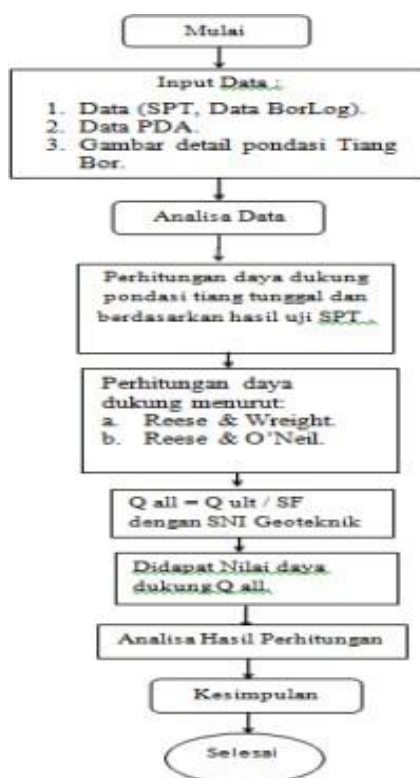 Mulai
Input Data :
1. Data (SPT, Data BorLog).
2. Data PDA.
3. Gambar detail pondasi Tiang
Bor.
Analisa Data
Perhitungan daya dukung
pondasi tiang tunggal dan
berdasarkan hasil uji SPT .
Perhitungan daya
dukung menurut:
a. Reese & Wreight.
b. Reese & O'Neil.
Q all = Q ult / SF
dengan SNI Geoteknik
Didapat Nilai daya
dukung Q all.
Analisa Hasil Perhitungan
Kesimpulan
Selesai